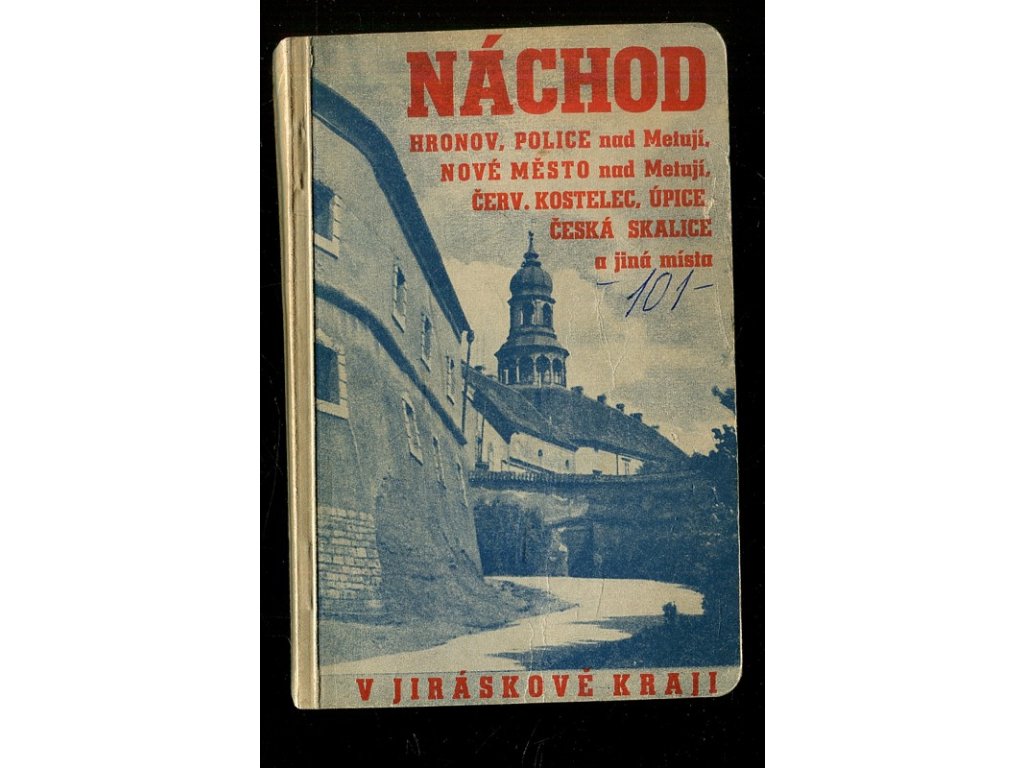 NÁCHOD
HRONOV, POLICE nad Metují,
NOVÉ MĚSTO nad Metují,
ČERV. KOSTELEC, ÚPICE,
ČESKÁ SKALICE
a jiná místa
- 101 -
V JIRÁSKOVĚ KRAJI